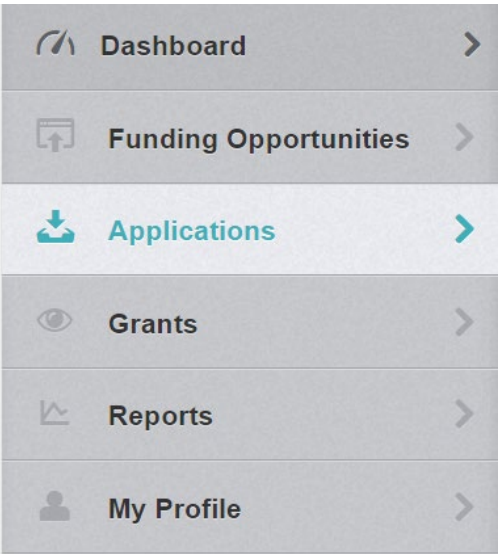 Dashboard
Funding Opportunities
Applications
Grants
Reports
My Profile